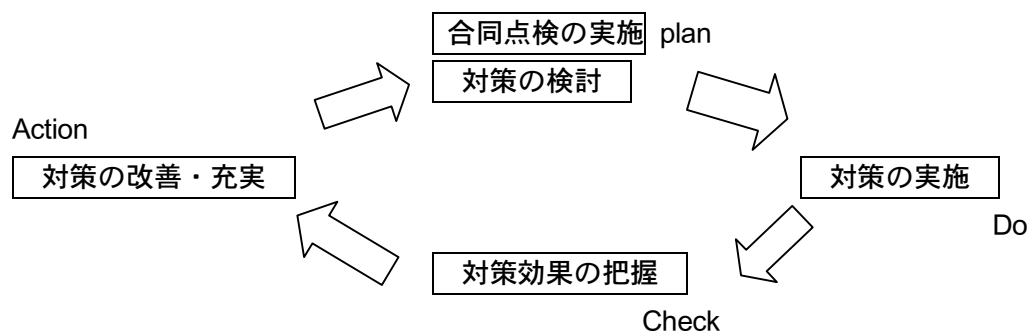 合同点検の実施 plan
対策の検討
Action
対策の改善・充実
対策の実施
Do
対策効果の把握
Check